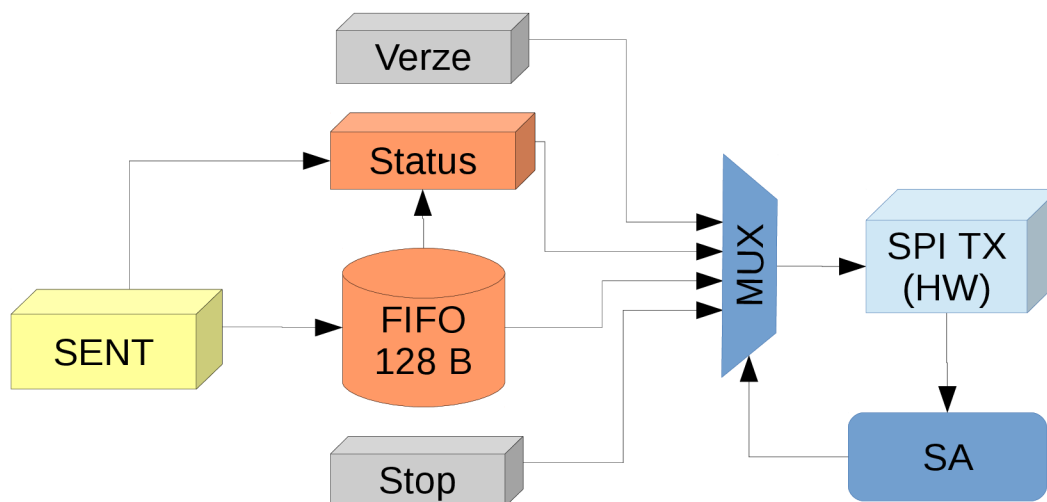 Verze
Status
SENT
FIFO
128 B
Stop
MUX
SPI TX
(HW)
SA